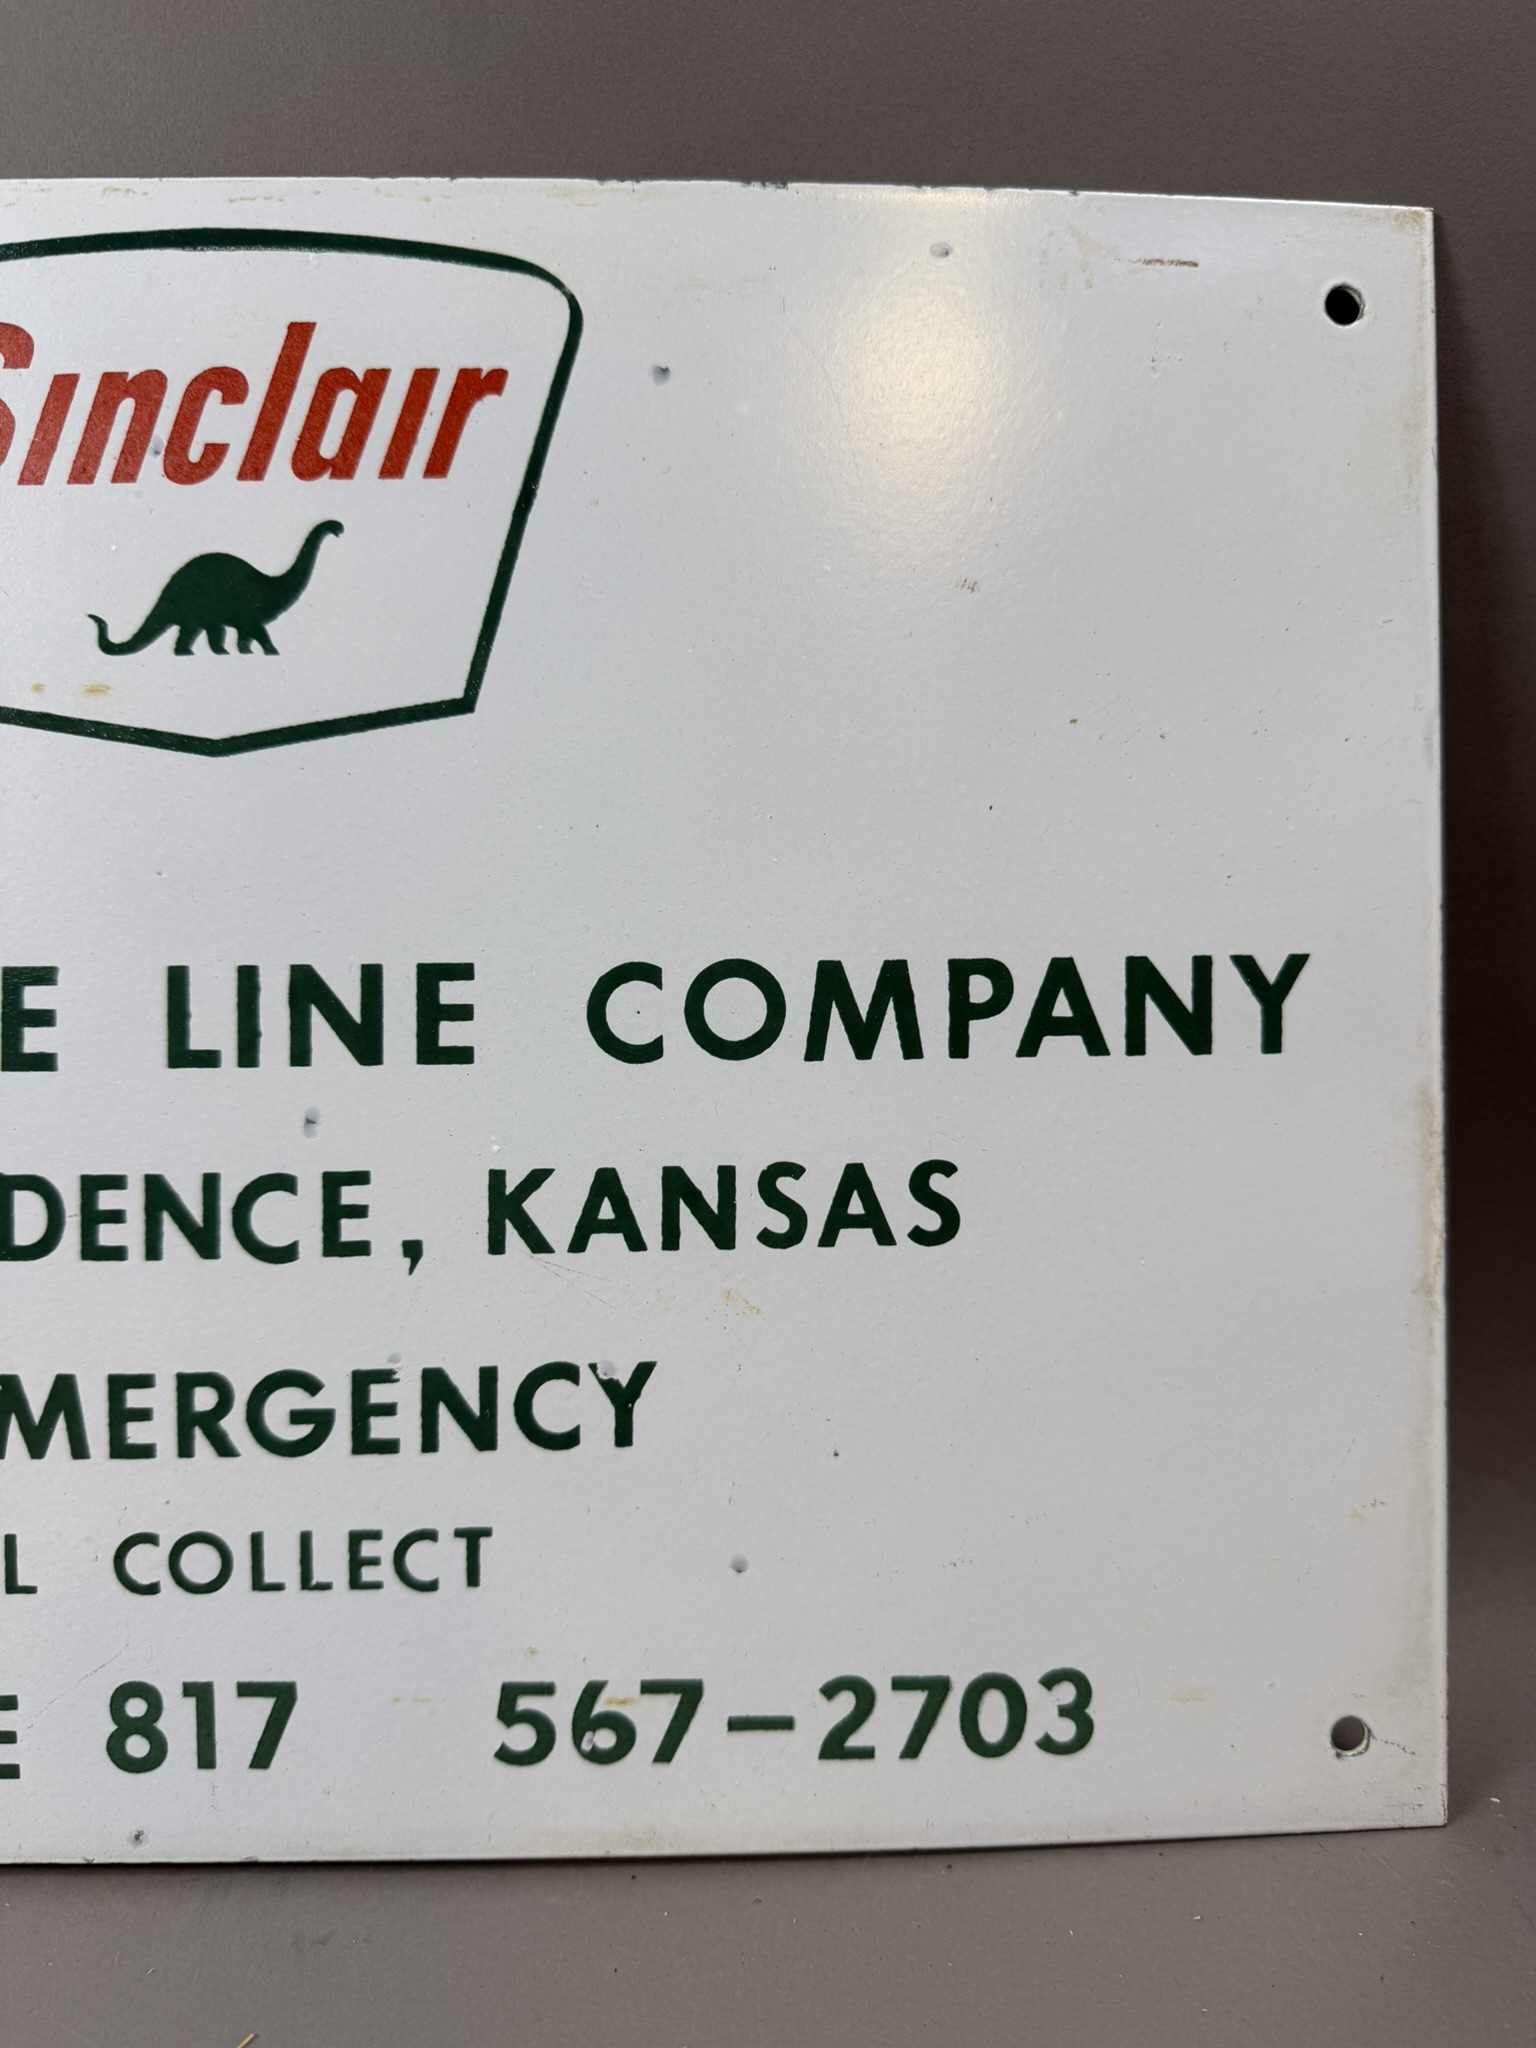 Sinclair
E LINE COMPANY
DENCE, KANSAS
MERGENCY
L COLLECT
E 817 567-2703